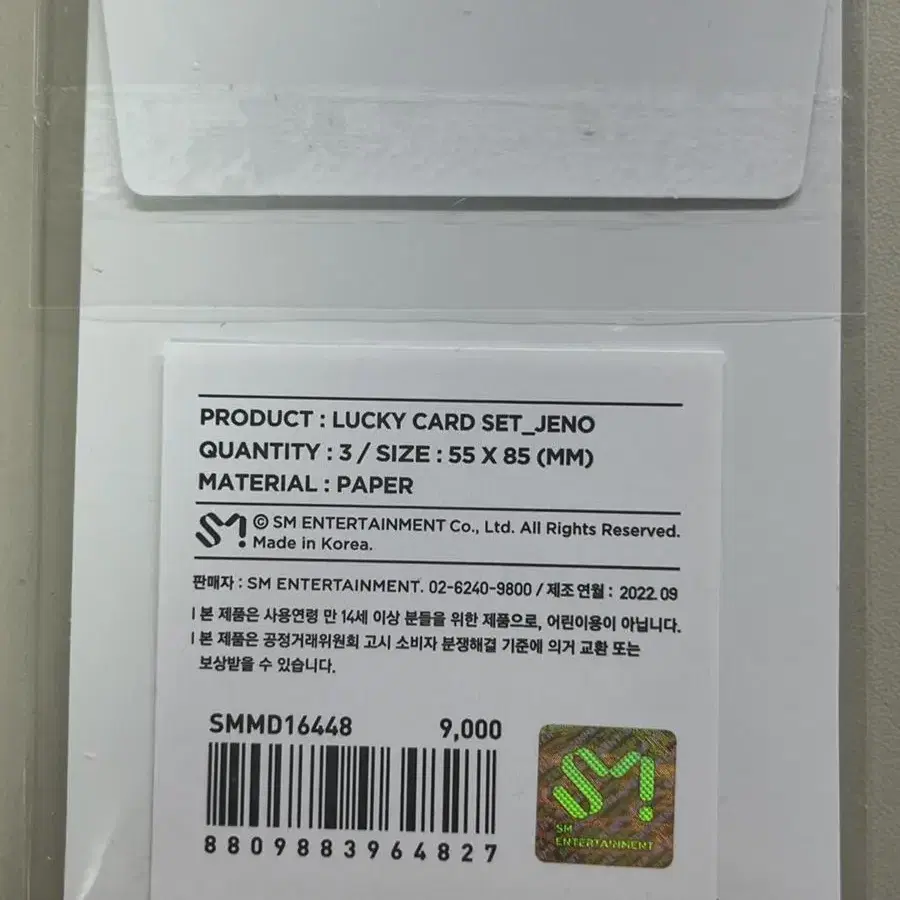 PRODUCT : LUCKY CARD SET_JENO
QUANTITY : 3 / SIZE : 55 X 85 (MM)
MATERIAL : PAPER
SM! © SM ENTERTAINMENT Co., Ltd. All Rights Reserved.
Made in Korea.
판매자 : SM ENTERTAINMENT. 02-6240-9800 / 제조연월 : 2022.09
l 본 제품은 사용연령 만 14세 이상 분들을 위한 제품으로, 어린이용이 아닙니다.
l 본 제품은 공정거래위원회 고시 소비자 분쟁해결 기준에 의거 교환 또는
보상받을 수 있습니다.
SMMD16448 9,000
8809883964827
SM!
SM
ENTERTAINMENT